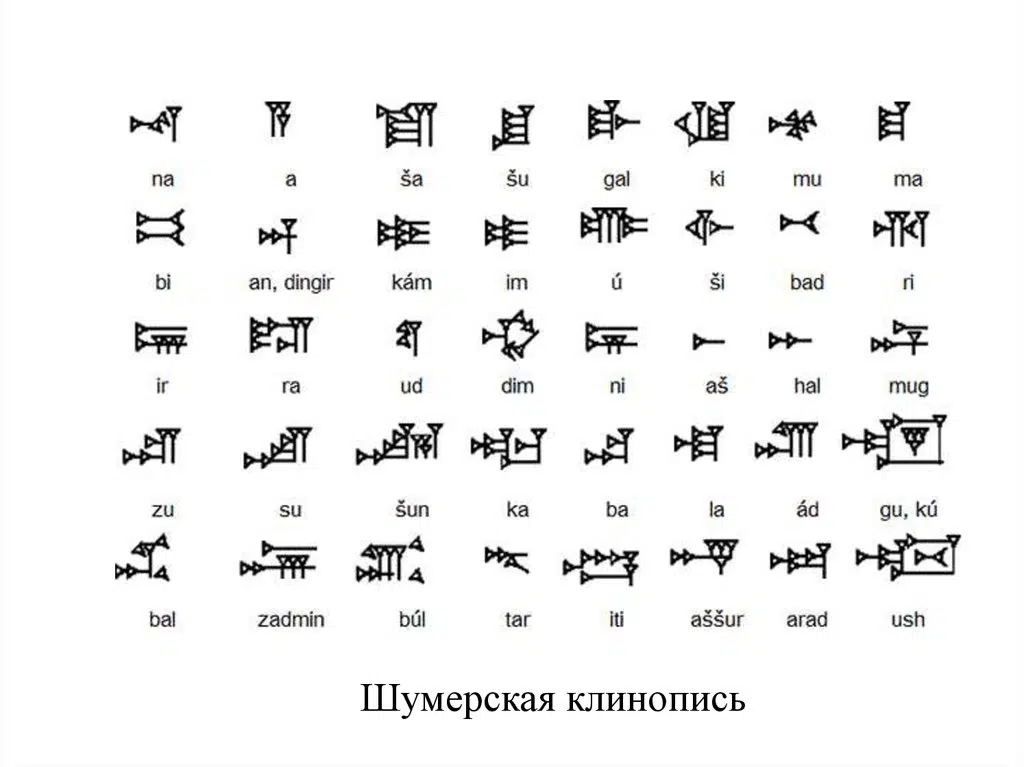 na a ša šu gal ki mu ma
bi an, dingir kám im ú ši bad ri
ir ra ud dim ni aš hal mug
zu su šun ka ba la ád gu, kú
bal zadmin búl tar iti aššur arad ush
Шумерская клинопись